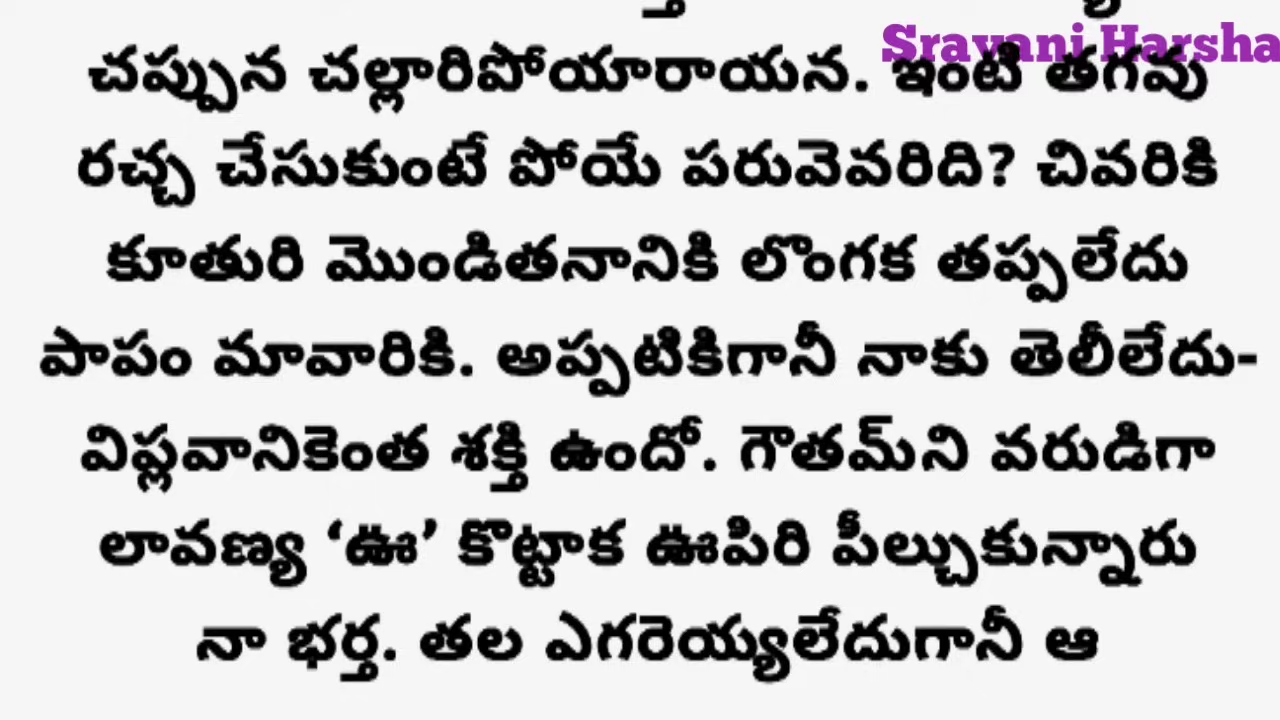 Sravani Harsha
చప్పున చల్లారిపోయారాయన. ఇంటి తగవు
రచ్చ చేసుకుంటే పోయే పరువెవరిది? చివరికి
కూతురి మొండితనానికి లొంగక తప్పలేదు
పాపం మావారికి. అప్పటికిగానీ నాకు తెలీలేదు-
విప్లవానికెంత శక్తి ఉందో. గౌతమ్‌ని వరుడిగా
లావణ్య ‘ఊ’ కొట్టాక ఊపిరి పీల్చుకున్నారు
నా భర్త. తల ఎగరెయ్యలేదుగానీ ఆ